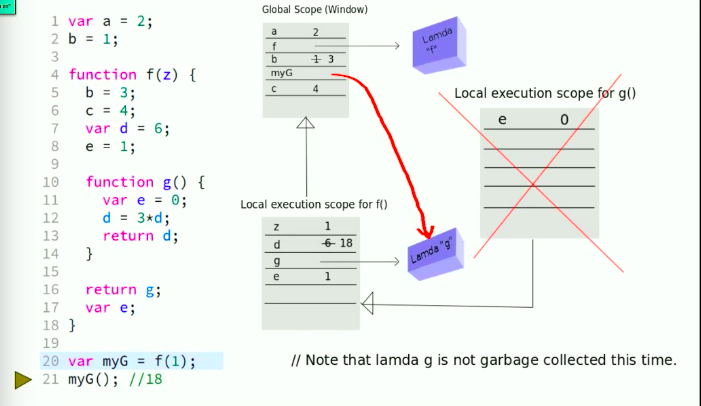 Global Scope (Window)
1 var a = 2;
2 b = 1;
3
4 function f(z) {
5 b = 3;
6 c = 4;
7 var d = 6;
8 e = 1;
9
10 function g() {
11 var e = 0;
12 d = 3*d;
13 return d;
14 }
15
16 return g;
17 var e;
18 }
19
20 var myG = f(1);
21 myG(); //18
a 2
f
b 1 3
myG
c 4
Lamda
"f"
Local execution scope for g()
e 0
Local execution scope for f()
z 1
d 6 18
g
e 1
Lamda "g"
// Note that lamda g is not garbage collected this time.